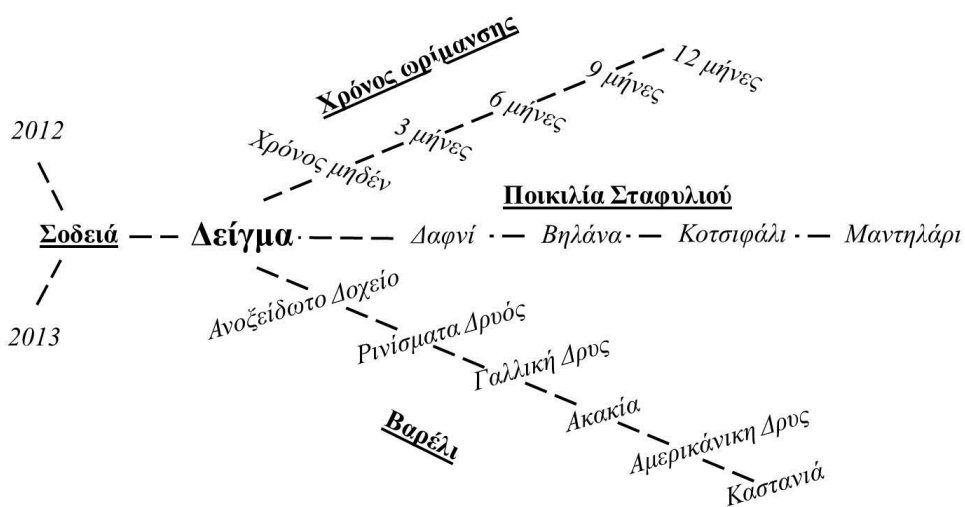 Χρόνος ωρίμανσης
Χρόνος μηδέν
3 μήνες
6 μήνες
9 μήνες
12 μήνες
2012
Σοδειά
2013
Δείγμα
Ποικιλία Σταφυλιού
Δαφνί
Βηλάνα
Κοτσιφάλι
Μαντηλάρι
Ανοξείδωτο Δοχείο
Ρινίσματα Δρυός
Γαλλική Δρυς
Ακακία
Αμερικάνικη Δρυς
Καστανιά
Βαρέλι